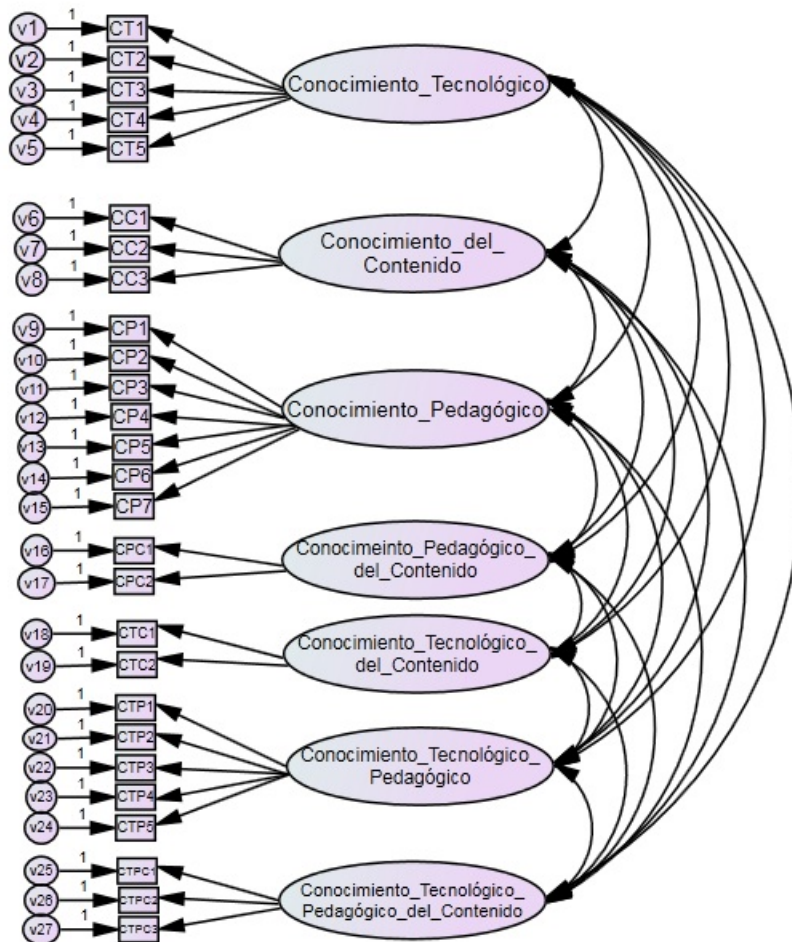 v1 1 CT1
v2 1 CT2
v3 1 CT3
v4 1 CT4
v5 1 CT5
Conocimiento_Tecnológico
v6 1 CC1
v7 1 CC2
v8 1 CC3
Conocimiento_del_
Contenido
v9 1 CP1
v10 1 CP2
v11 1 CP3
v12 1 CP4
v13 1 CP5
v14 1 CP6
v15 1 CP7
Conocimiento_Pedagógico
v16 1 CPC1
v17 1 CPC2
Conocimeinto_Pedagógico_
del_Contenido
v18 1 CTC1
v19 1 CTC2
Conocimiento_Tecnológico_
del_Contenido
v20 1 CTP1
v21 1 CTP2
v22 1 CTP3
v23 1 CTP4
v24 1 CTP5
Conocimiento_Tecnológico_
Pedagógico
v25 1 CTPC1
v26 1 CTPC2
v27 1 CTPC3
Conocimiento_Tecnológico_
Pedagógico_del_Contenido